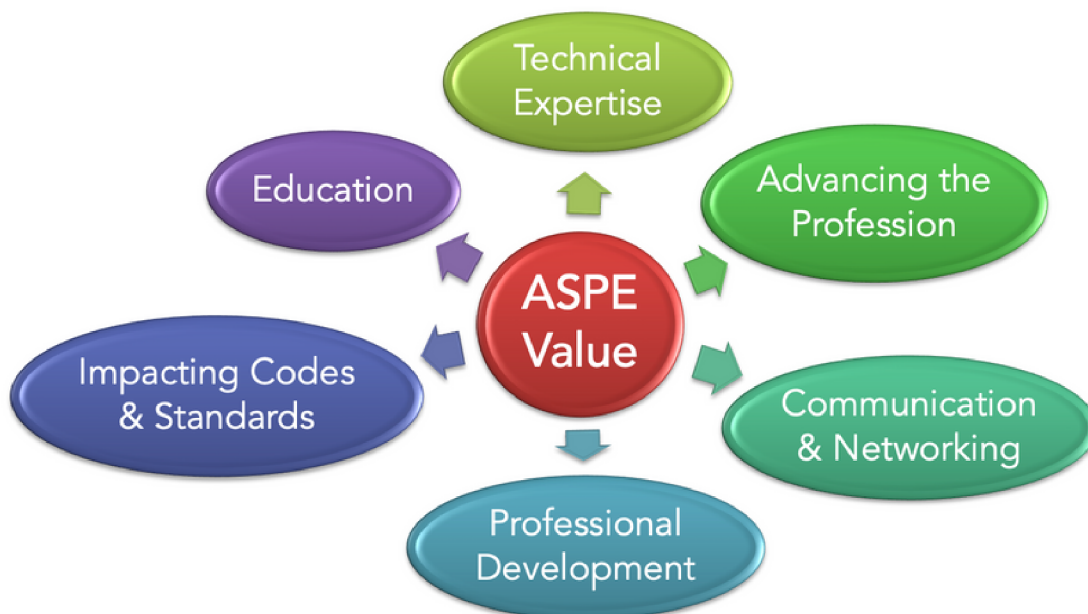 Technical
Expertise
Education
Advancing the
Profession
ASPE
Value
Impacting Codes
& Standards
Communication
& Networking
Professional
Development